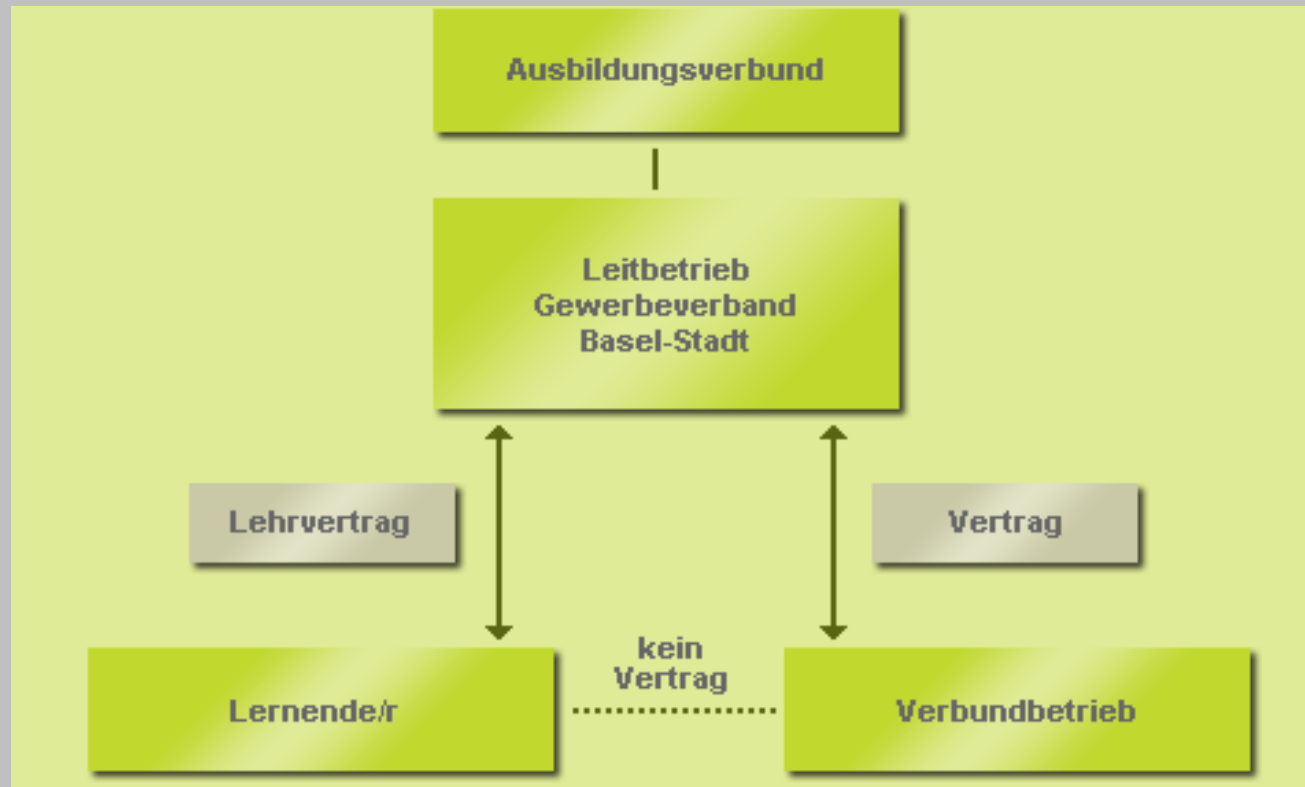 Ausbildungsverbund
Leitbetrieb
Gewerbeverband
Basel-Stadt
Lehrvertrag
Vertrag
kein
Vertrag
Lernende/r
Verbundbetrieb